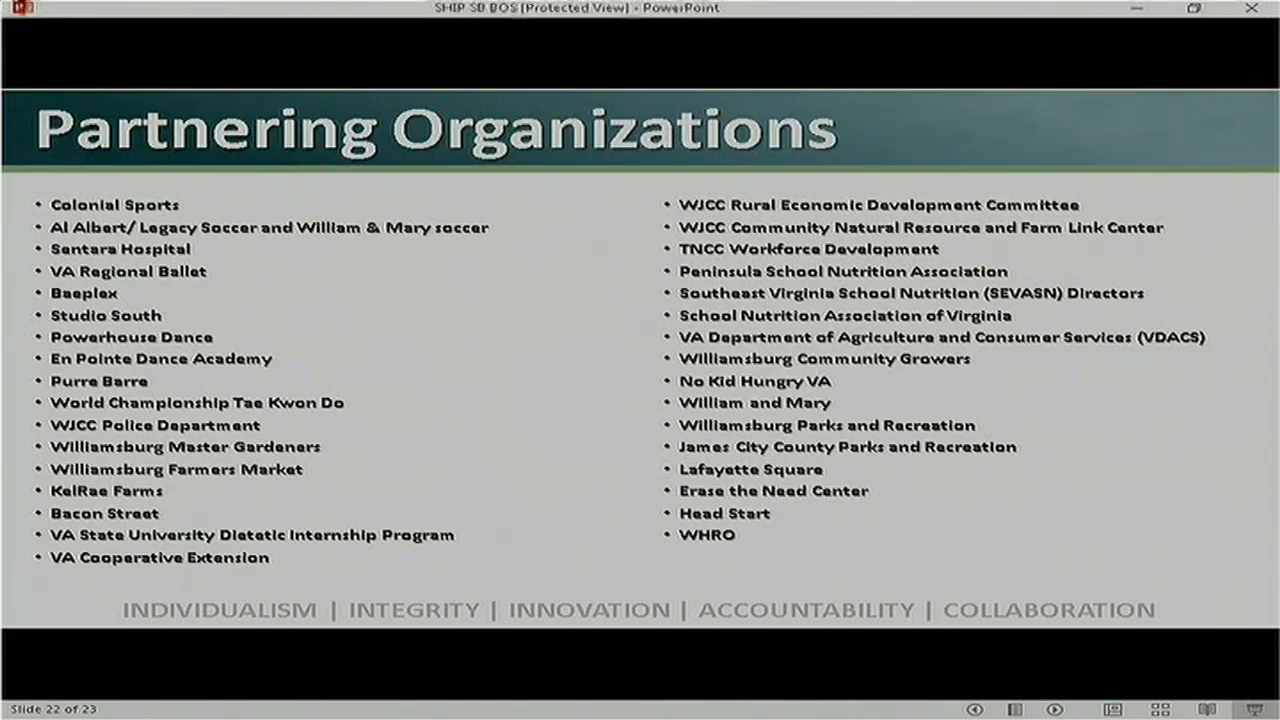 SHIP SB BOS [Protected View] - PowerPoint
Partnering Organizations
• Colonial Sports
• Al Albert/ Legacy Soccer and William & Mary soccer
• Sentara Hospital
• VA Regional Ballet
• Baeplex
• Studio South
• Powerhouse Dance
• En Pointe Dance Academy
• Purre Barre
• World Championship Tae Kwon Do
• WJCC Police Department
• Williamsburg Master Gardeners
• Williamsburg Farmers Market
• KelRae Farms
• Bacon Street
• VA State University Dietetic Internship Program
• VA Cooperative Extension
• WJCC Rural Economic Development Committee
• WJCC Community Natural Resource and Farm Link Center
• TNCC Workforce Development
• Peninsula School Nutrition Association
• Southeast Virginia School Nutrition (SEVASN) Directors
• School Nutrition Association of Virginia
• VA Department of Agriculture and Consumer Services (VDACS)
• Williamsburg Community Growers
• No Kid Hungry VA
• William and Mary
• Williamsburg Parks and Recreation
• James City County Parks and Recreation
• Lafayette Square
• Erase the Need Center
• Head Start
• WHRO
INDIVIDUALISM | INTEGRITY | INNOVATION | ACCOUNTABILITY | COLLABORATION
Slide 22 of 23